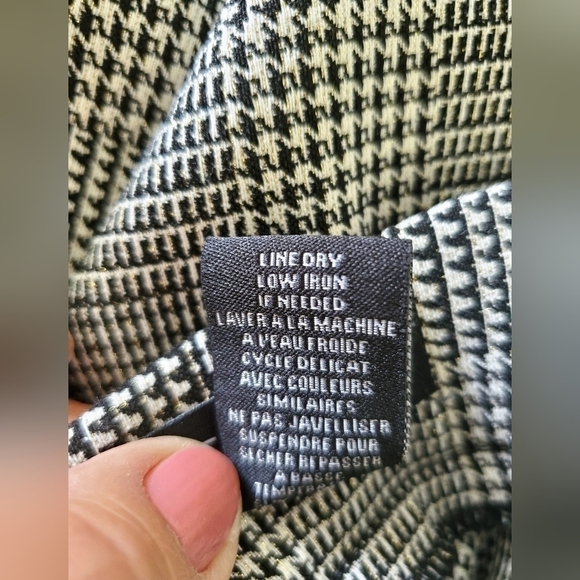 LINE DRY
LOW IRON
IF NEEDED
LAVER A LA MACHINE
A L'EAU FROIDE
CYCLE DELICAT
AVEC COULEURS
SIMILAIRES
NE PAS JAVELLISER
SUSPENDRE POUR
SECHER REPASSER
A BASSE